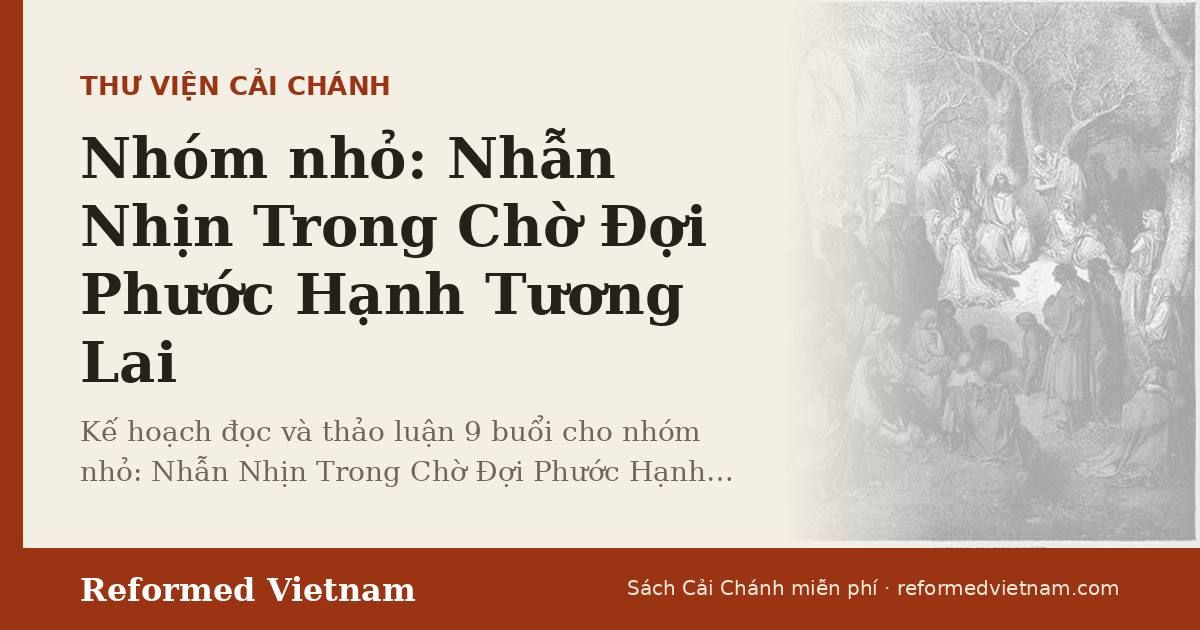 THƯ VIỆN CẢI CHÁNH
Nhóm nhỏ: Nhẫn
Nhịn Trong Chờ Đợi
Phước Hạnh Tương
Lai
Kế hoạch đọc và thảo luận 9 buổi cho nhóm
nhỏ: Nhẫn Nhịn Trong Chờ Đợi Phước Hạnh…
Reformed Vietnam
Sách Cải Chánh miễn phí · reformedvietnam.com